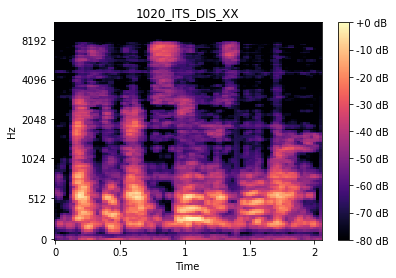 1020_ITS_DIS_XX
8192
4096
2048
1024
512
0
Hz
0
0.5
1
1.5
2
Time
+0 dB
-10 dB
-20 dB
-30 dB
-40 dB
-50 dB
-60 dB
-70 dB
-80 dB